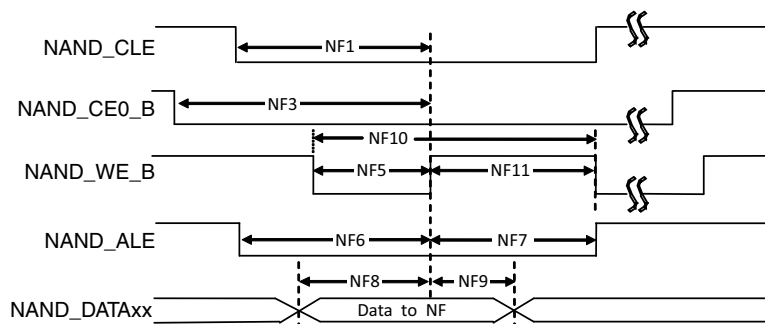 NAND_CLE
NF1
NAND_CE0_B
NF3
NF10
NAND_WE_B
NF5
NF11
NAND_ALE
NF6
NF7
NF8
NF9
NAND_DATAxx
Data to NF